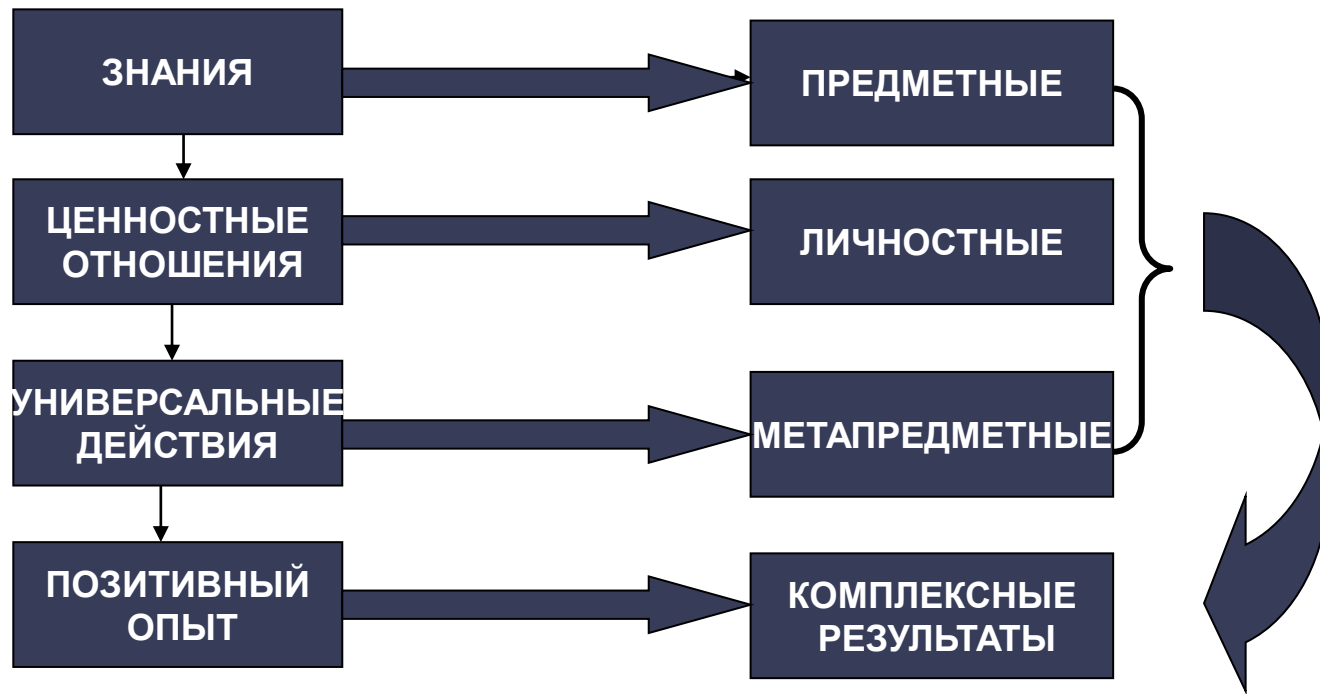 ЗНАНИЯ
ПРЕДМЕТНЫЕ
ЦЕННОСТНЫЕ
ОТНОШЕНИЯ
ЛИЧНОСТНЫЕ
УНИВЕРСАЛЬНЫЕ
ДЕЙСТВИЯ
МЕТАПРЕДМЕТНЫЕ
ПОЗИТИВНЫЙ
ОПЫТ
КОМПЛЕКСНЫЕ
РЕЗУЛЬТАТЫ